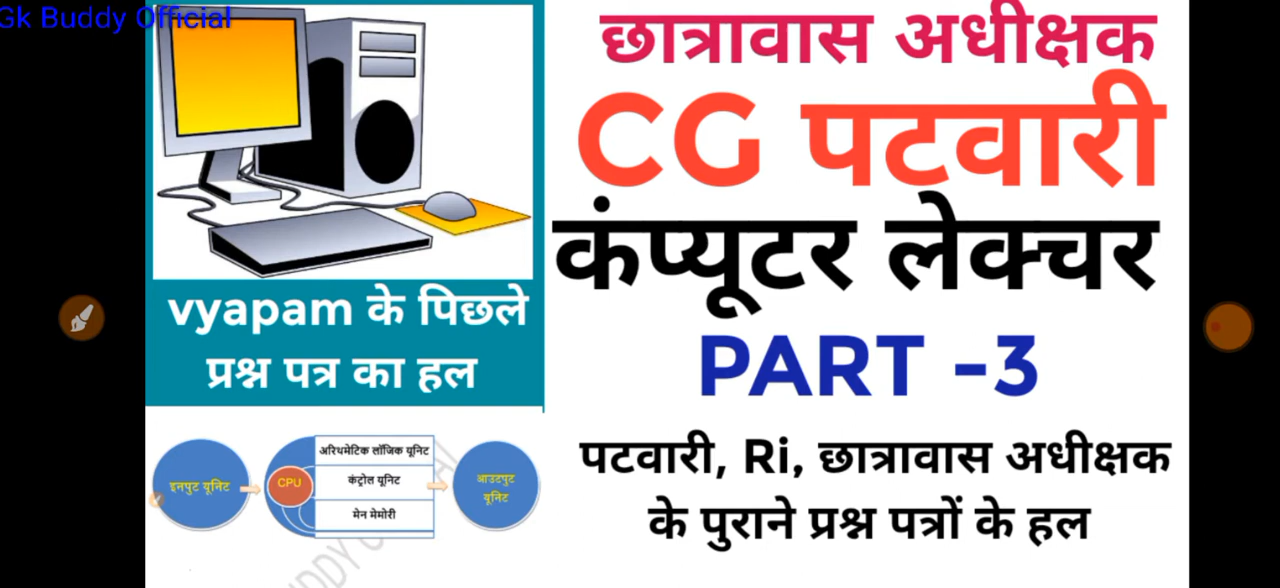 Gk Buddy Official
छात्रावास अधीक्षक
CG पटवारी
कंप्यूटर लेक्चर
PART -3
vyapam के पिछले
प्रश्न पत्र का हल
पटवारी, Ri, छात्रावास अधीक्षक
के पुराने प्रश्न पत्रों के हल
इनपुट यूनिट
CPU
अरिथमेटिक लॉजिक यूनिट
कंट्रोल यूनिट
मेन मेमोरी
आउटपुट
यूनिट